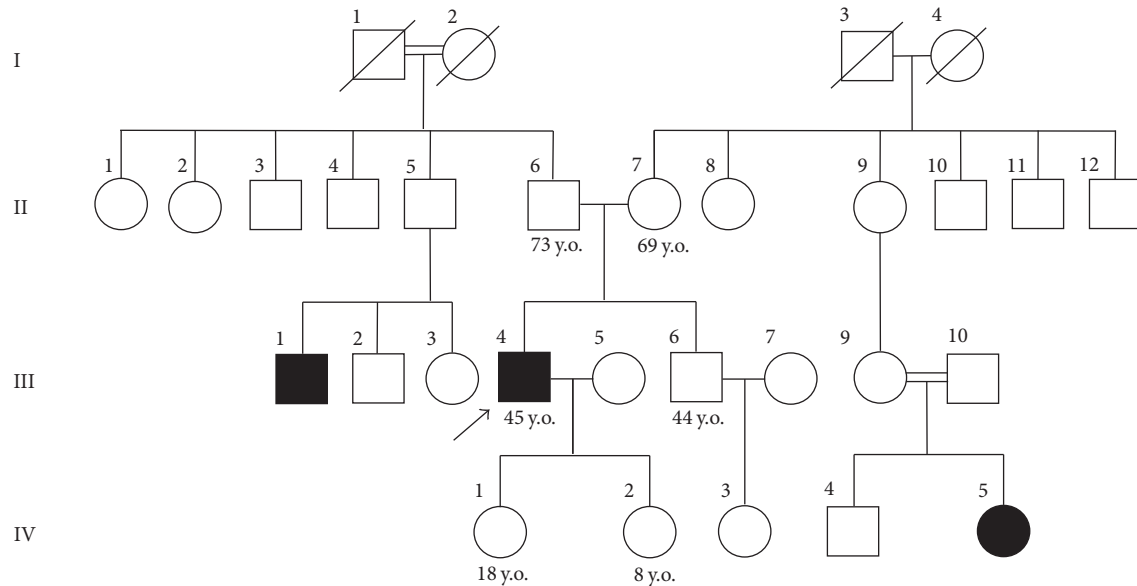 1 2 3 4
I
1 2 3 4 5 6 7 8 9 10 11 12
II
73 y.o. 69 y.o.
1 2 3 4 5 6 7 9 10
III
45 y.o. 44 y.o.
1 2 3 4 5
IV
18 y.o. 8 y.o.